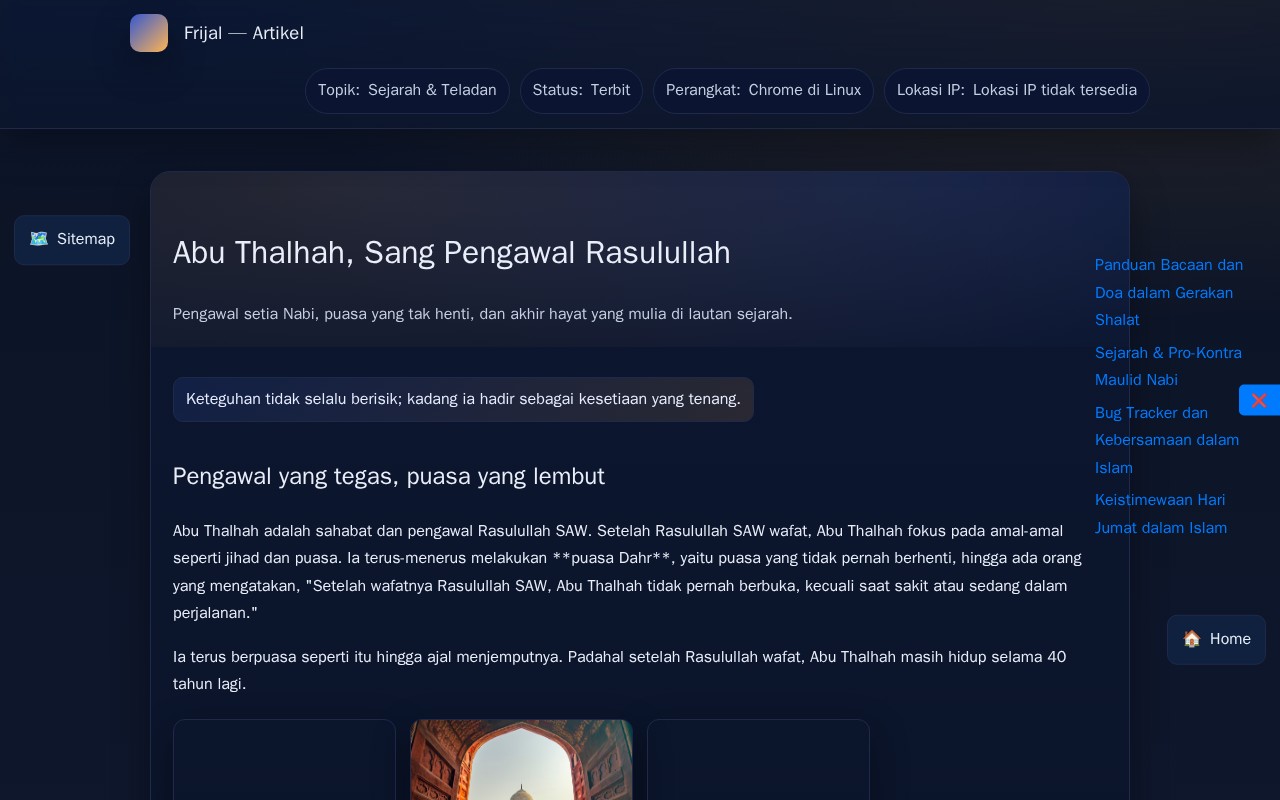 Frijal — Artikel
Topik: Sejarah & Teladan
Status: Terbit
Perangkat: Chrome di Linux
Lokasi IP: Lokasi IP tidak tersedia
🗺️ Sitemap
Abu Thalhah, Sang Pengawal Rasulullah
Pengawal setia Nabi, puasa yang tak henti, dan akhir hayat yang mulia di lautan sejarah.
Keteguhan tidak selalu berisik; kadang ia hadir sebagai kesetiaan yang tenang.
Pengawal yang tegas, puasa yang lembut
Abu Thalhah adalah sahabat dan pengawal Rasulullah SAW. Setelah Rasulullah SAW wafat, Abu Thalhah fokus pada amal-amal
seperti jihad dan puasa. Ia terus-menerus melakukan **puasa Dahr**, yaitu puasa yang tidak pernah berhenti, hingga ada orang
yang mengatakan, "Setelah wafatnya Rasulullah SAW, Abu Thalhah tidak pernah berbuka, kecuali saat sakit atau sedang dalam
perjalanan."
Ia terus berpuasa seperti itu hingga ajal menjemputnya. Padahal setelah Rasulullah wafat, Abu Thalhah masih hidup selama 40
tahun lagi.
Panduan Bacaan dan
Doa dalam Gerakan
Shalat
Sejarah & Pro-Kontra
Maulid Nabi
Bug Tracker dan
Kebersamaan dalam
Islam
Keistimewaan Hari
Jumat dalam Islam
❌
🏠 Home